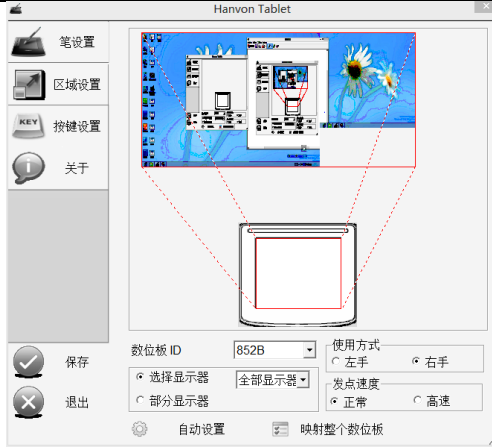 Hanvon Tablet
笔设置
区域设置
KEY
按键设置
关于
数位板 ID
852B
使用方式
左手
右手
选择显示器
全部显示器
部分显示器
发点速度
正常
高速
保存
退出
自动设置
映射整个数位板